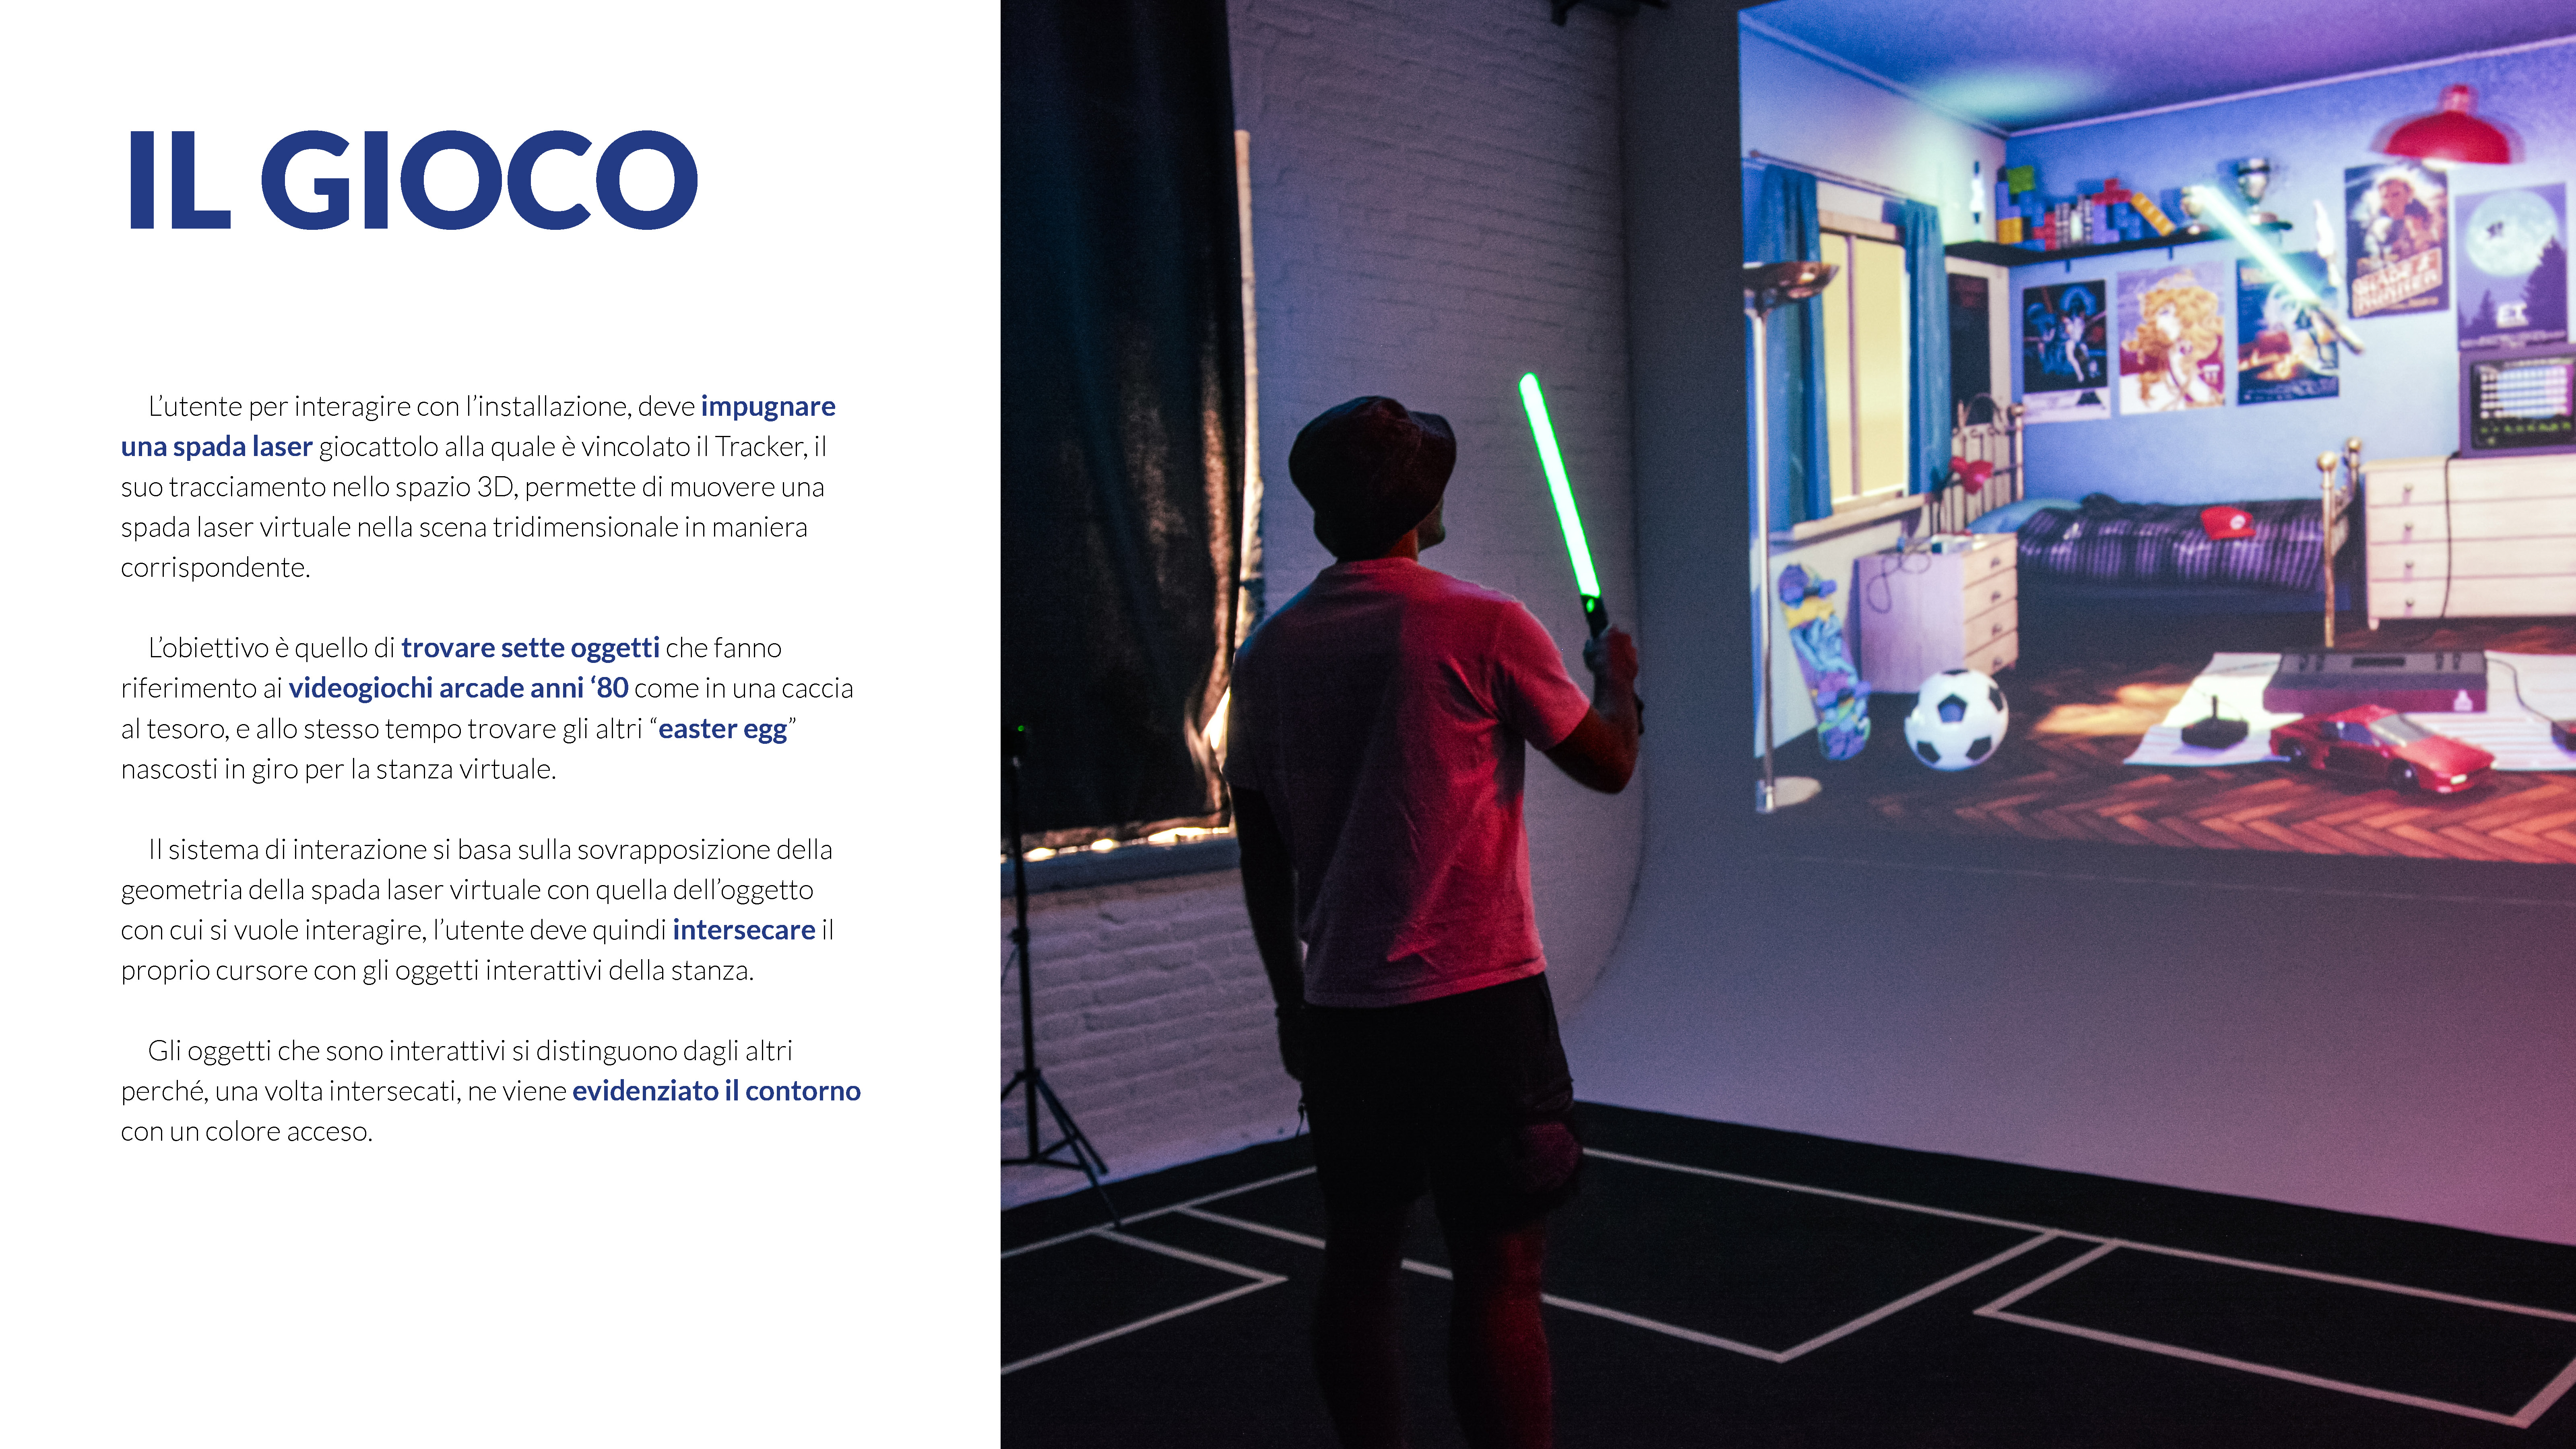 IL GIOCO
L’utente per interagire con l’installazione, deve impugnare
una spada laser giocattolo alla quale è vincolato il Tracker, il
suo tracciamento nello spazio 3D, permette di muovere una
spada laser virtuale nella scena tridimensionale in maniera
corrispondente.
L’obiettivo è quello di trovare sette oggetti che fanno
riferimento ai videogiochi arcade anni ‘80 come in una caccia
al tesoro, e allo stesso tempo trovare gli altri “easter egg”
nascosti in giro per la stanza virtuale.
Il sistema di interazione si basa sulla sovrapposizione della
geometria della spada laser virtuale con quella dell’oggetto
con cui si vuole interagire, l’utente deve quindi intersecare il
proprio cursore con gli oggetti interattivi della stanza.
Gli oggetti che sono interattivi si distinguono dagli altri
perché, una volta intersecati, ne viene evidenziato il contorno
con un colore acceso.
BLADE
RUNNER
E.T.